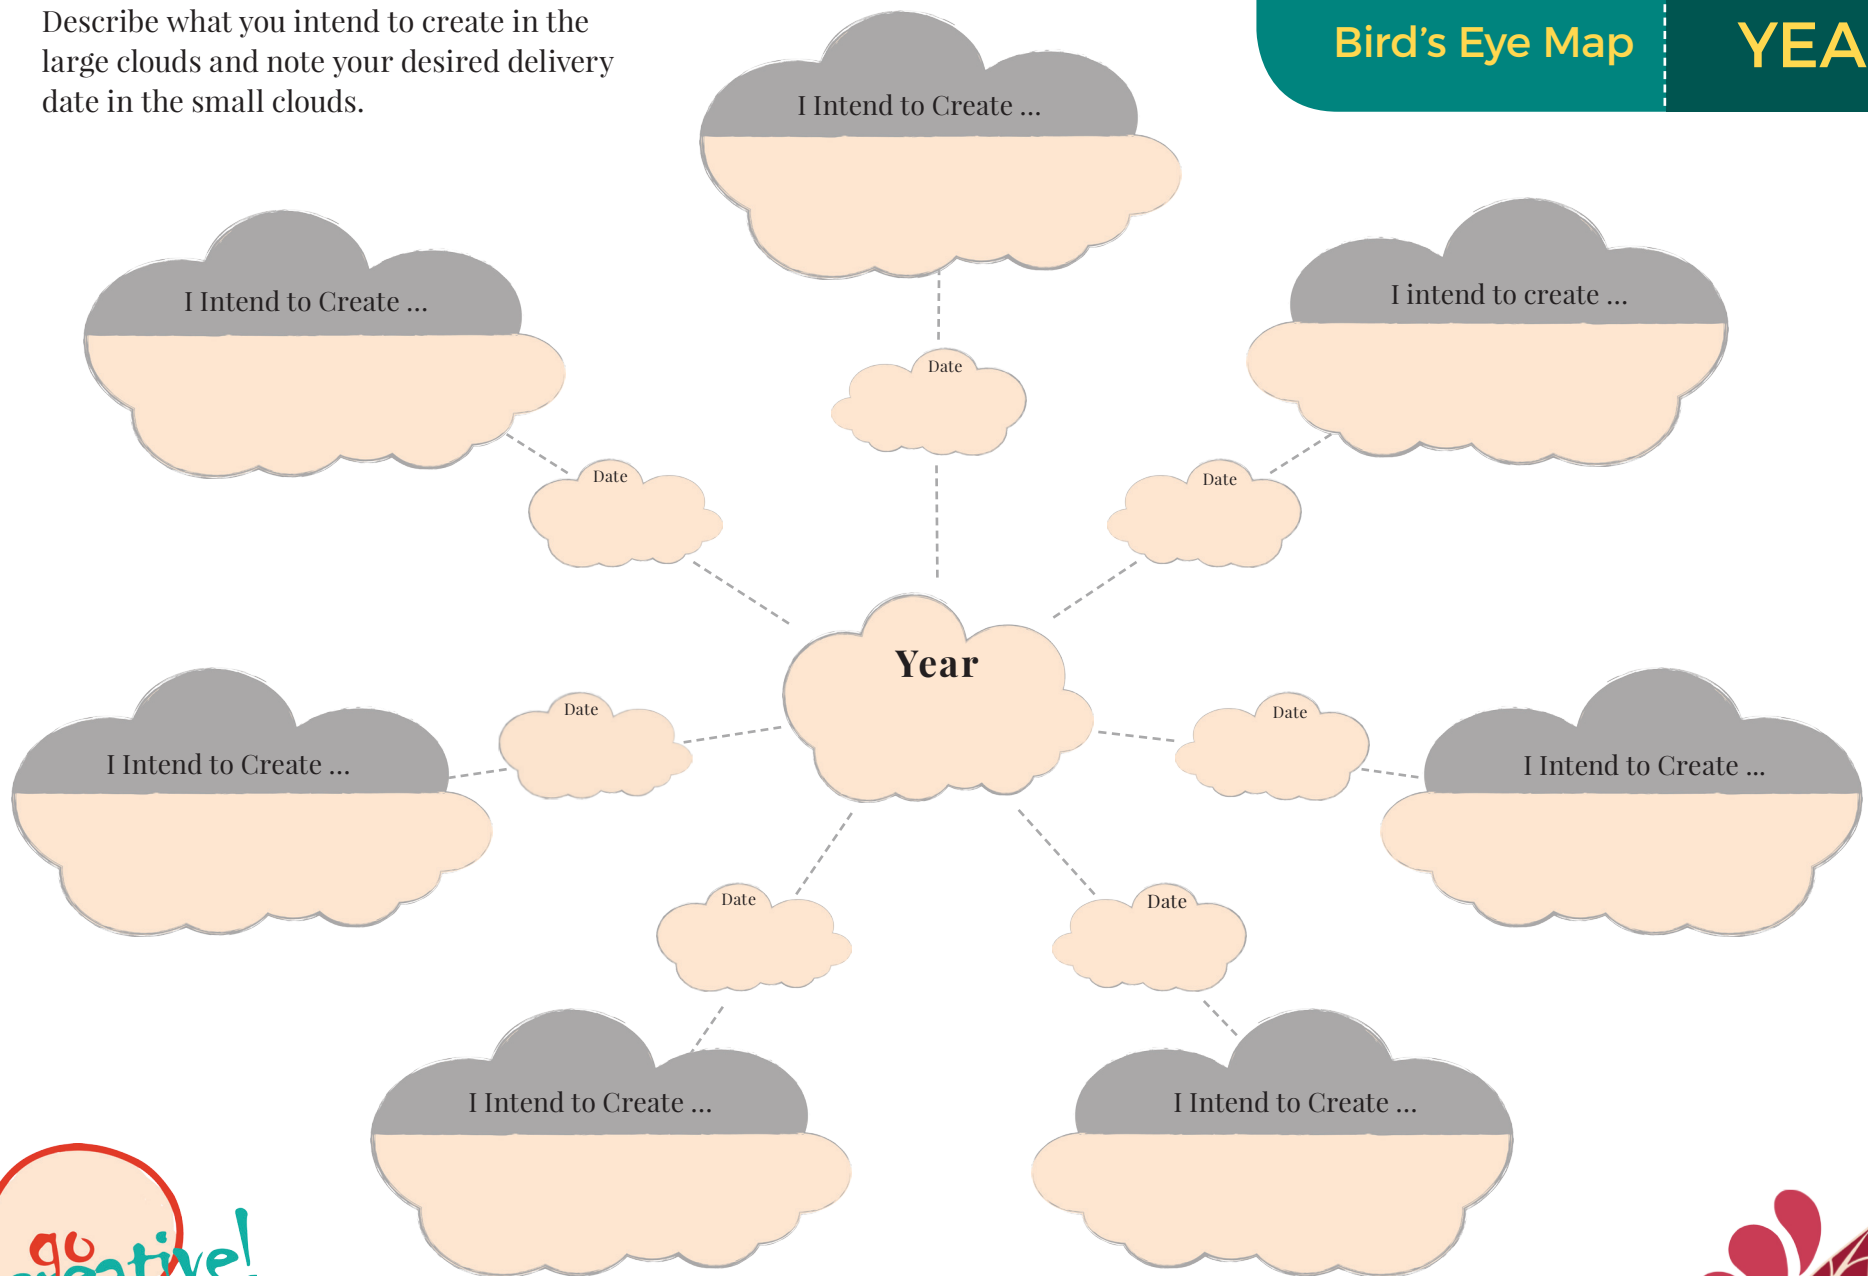 Describe what you intend to create in the
large clouds and note your desired delivery
date in the small clouds.
Bird's Eye Map
YEA
I Intend to Create ...
I Intend to Create ...
I intend to create ...
Date
Date
Date
Year
I Intend to Create ...
Date
Date
I Intend to Create ...
Date
Date
I Intend to Create ...
I Intend to Create ...
go